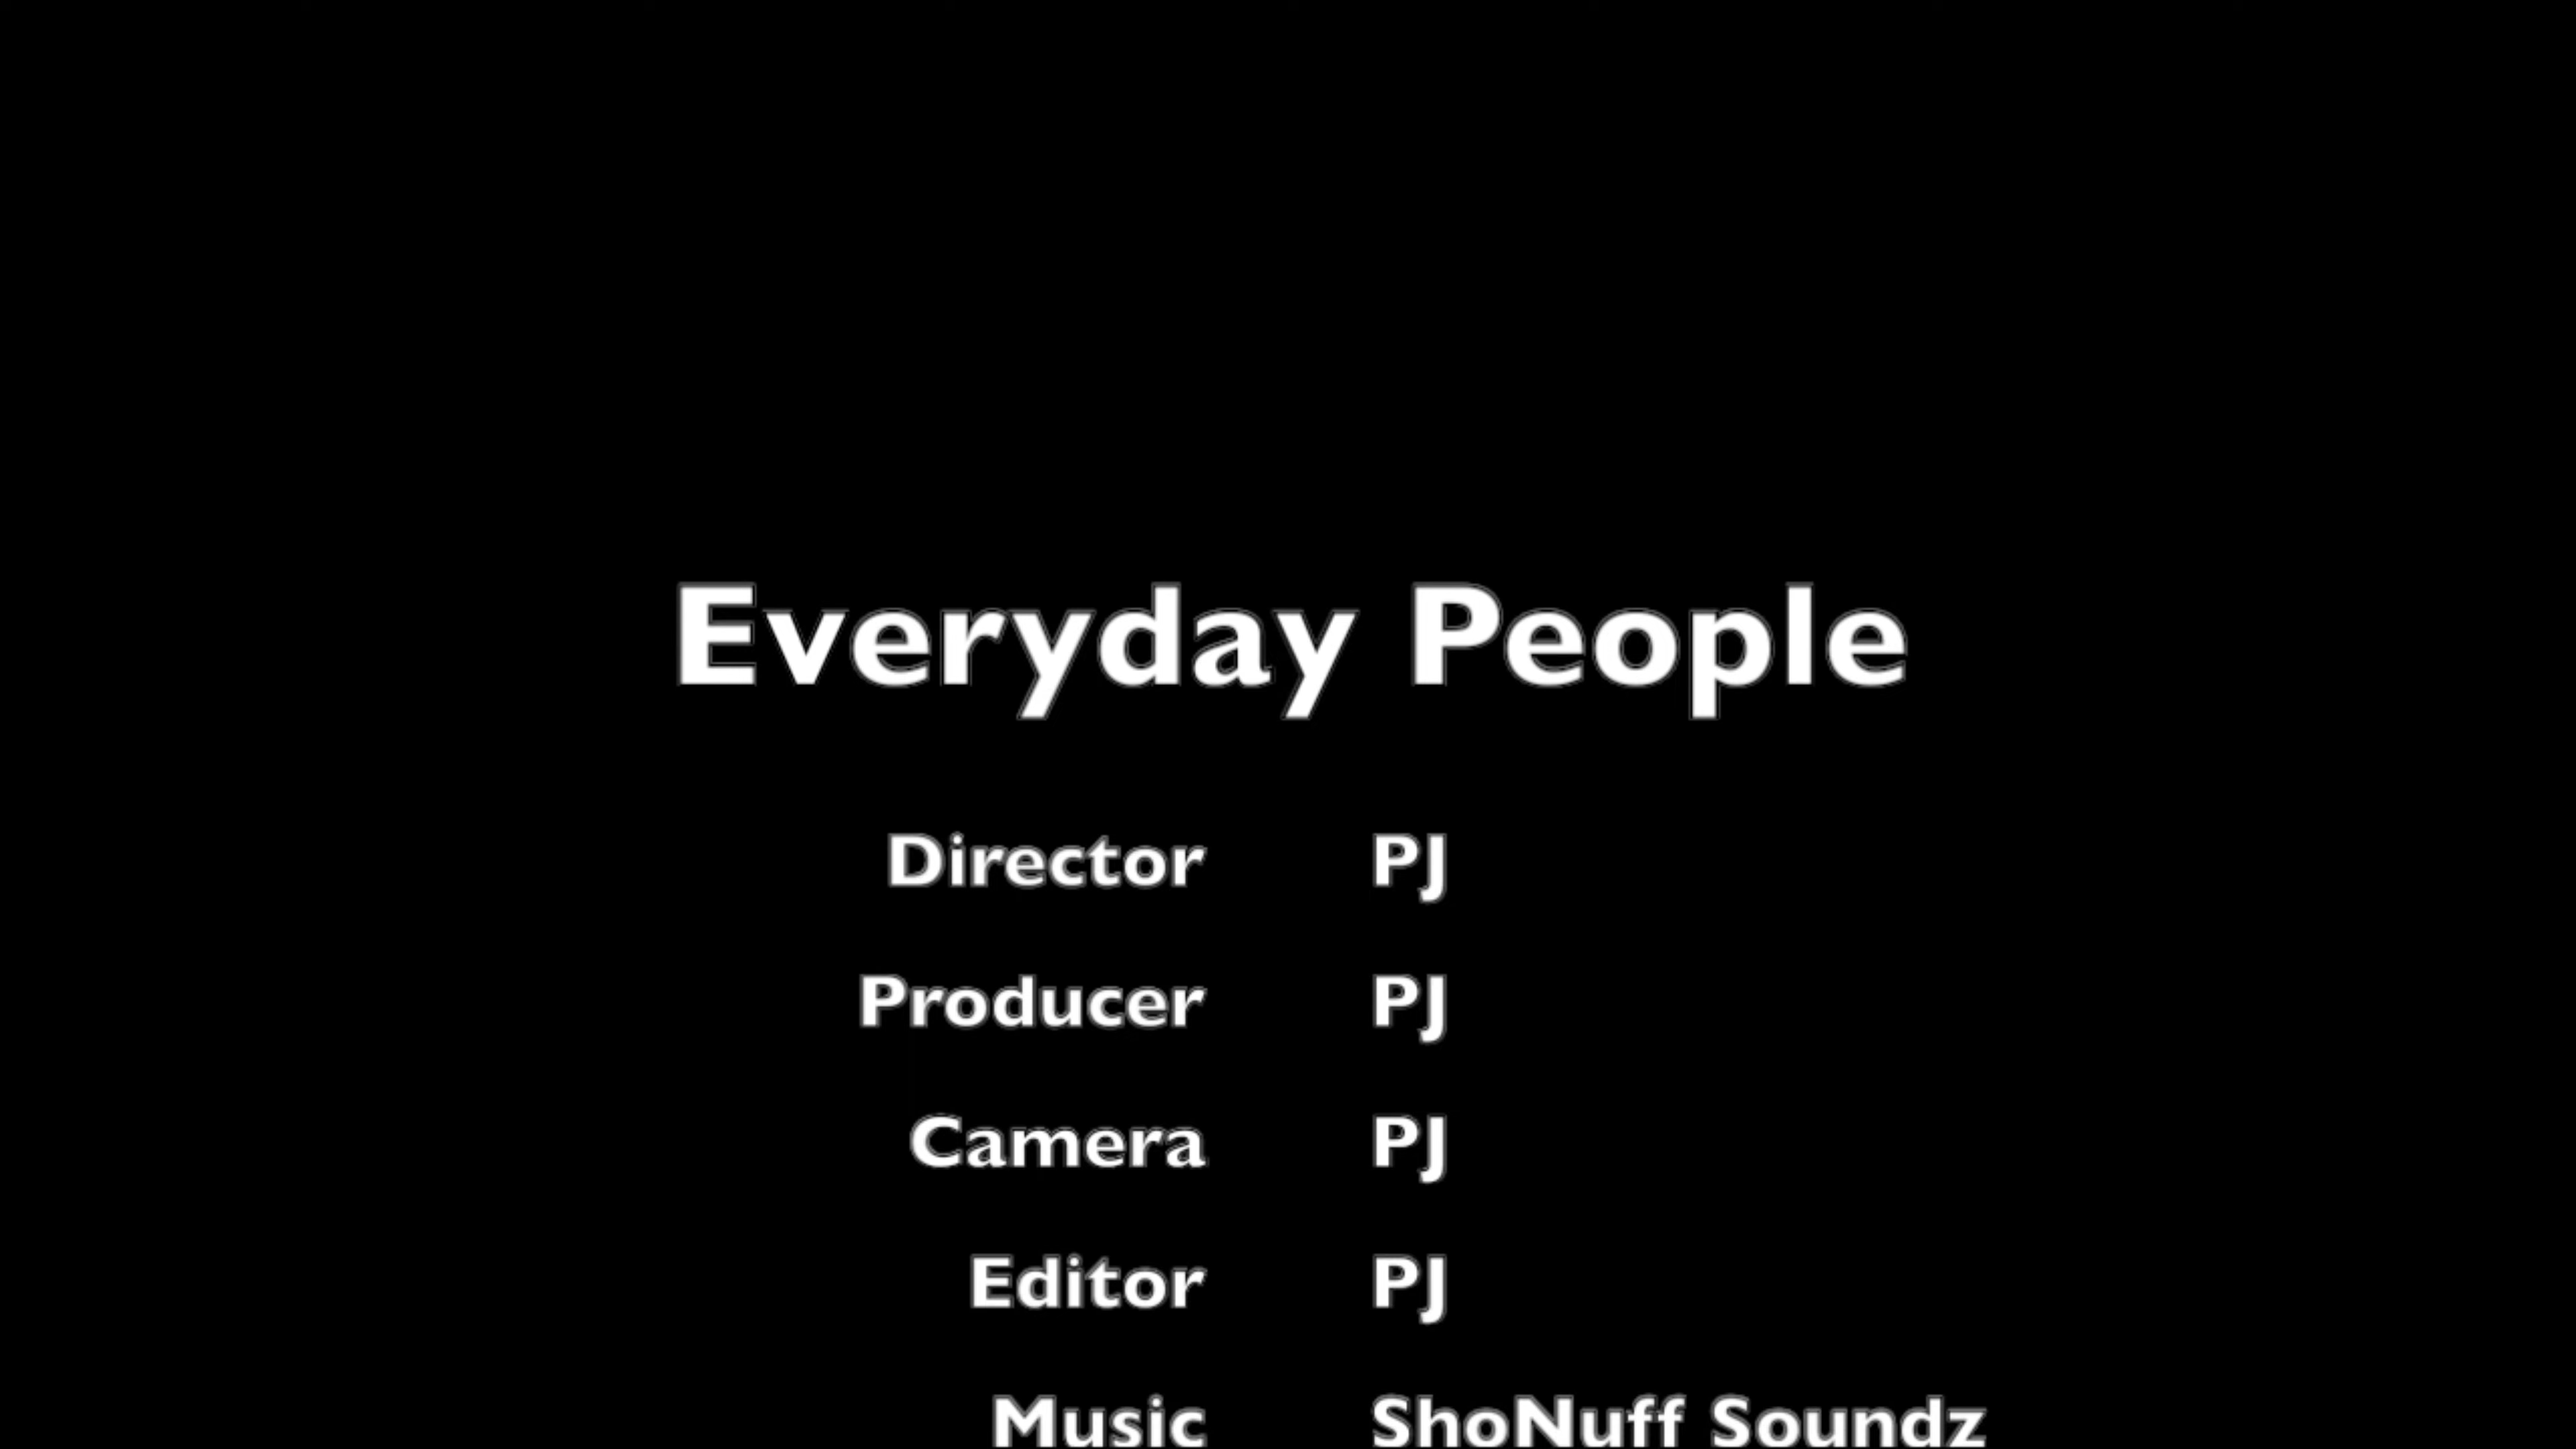 Everyday People
Director PJ
Producer PJ
Camera PJ
Editor PJ
Music ShoNuff Soundz